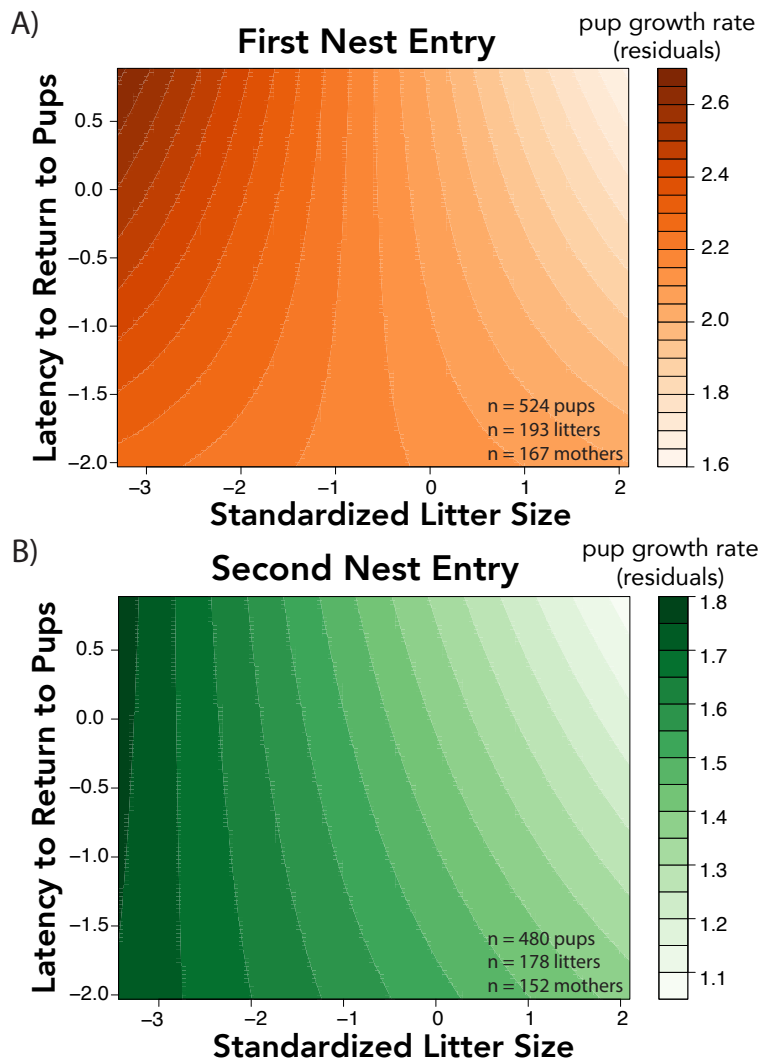 A)
First Nest Entry
pup growth rate
(residuals)
Latency to Return to Pups
0.5
0.0
−0.5
−1.0
−1.5
−2.0
2.6
2.4
2.2
2.0
1.8
1.6
n = 524 pups
n = 193 litters
n = 167 mothers
−3 −2 −1 0 1 2
Standardized Litter Size
B)
Second Nest Entry
pup growth rate
(residuals)
Latency to Return to Pups
0.5
0.0
−0.5
−1.0
−1.5
−2.0
1.8
1.7
1.6
1.5
1.4
1.3
1.2
1.1
n = 480 pups
n = 178 litters
n = 152 mothers
−3 −2 −1 0 1 2
Standardized Litter Size